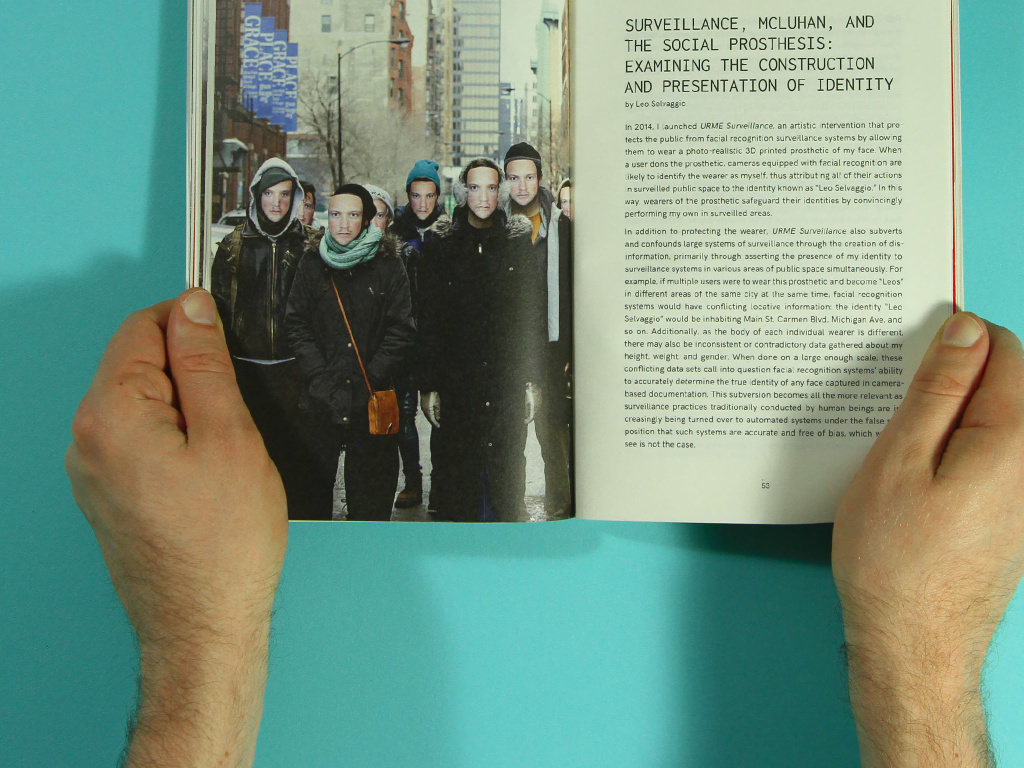 GRACE
PLACE
GRACE
PLACE
SURVEILLANCE, MCLUHAN, AND
THE SOCIAL PROSTHESIS:
EXAMINING THE CONSTRUCTION
AND PRESENTATION OF IDENTITY
by Leo Selvaggio
In 2014, I launched URME Surveillance, an artistic intervention that pro-
tects the public from facial recognition surveillance systems by allowing
them to wear a photo-realistic 3D printed prosthetic of my face. When
a user dons the prosthetic, cameras equipped with facial recognition are
likely to identify the wearer as myself, thus attributing all of their actions
in surveilled public space to the identity known as "Leo Selvaggio." In this
way, wearers of the prosthetic safeguard their identities by convincingly
performing my own in surveilled areas.
In addition to protecting the wearer, URME Surveillance also subverts
and confounds large systems of surveillance through the creation of dis-
information, primarily through asserting the presence of my identity to
surveillance systems in various areas of public space simultaneously. For
example, if multiple users were to wear this prosthetic and become "Leos"
in different areas of the same city at the same time, facial recognition
systems would have conflicting locative information: the identity "Leo
Selvaggio" would be inhabiting Main St, Carmen Blvd, Michigan Ave, and
so on. Additionally, as the body of each individual wearer is different,
there may also be inconsistent or contradictory data gathered about my
height, weight, and gender. When done on a large enough scale, these
conflicting data sets call into question facial recognition systems' ability
to accurately determine the true identity of any face captured in camera-
based documentation. This subversion becomes all the more relevant as
surveillance practices traditionally conducted by human beings are in
creasingly being turned over to automated systems under the false
position that such systems are accurate and free of bias, which
see is not the case.
53